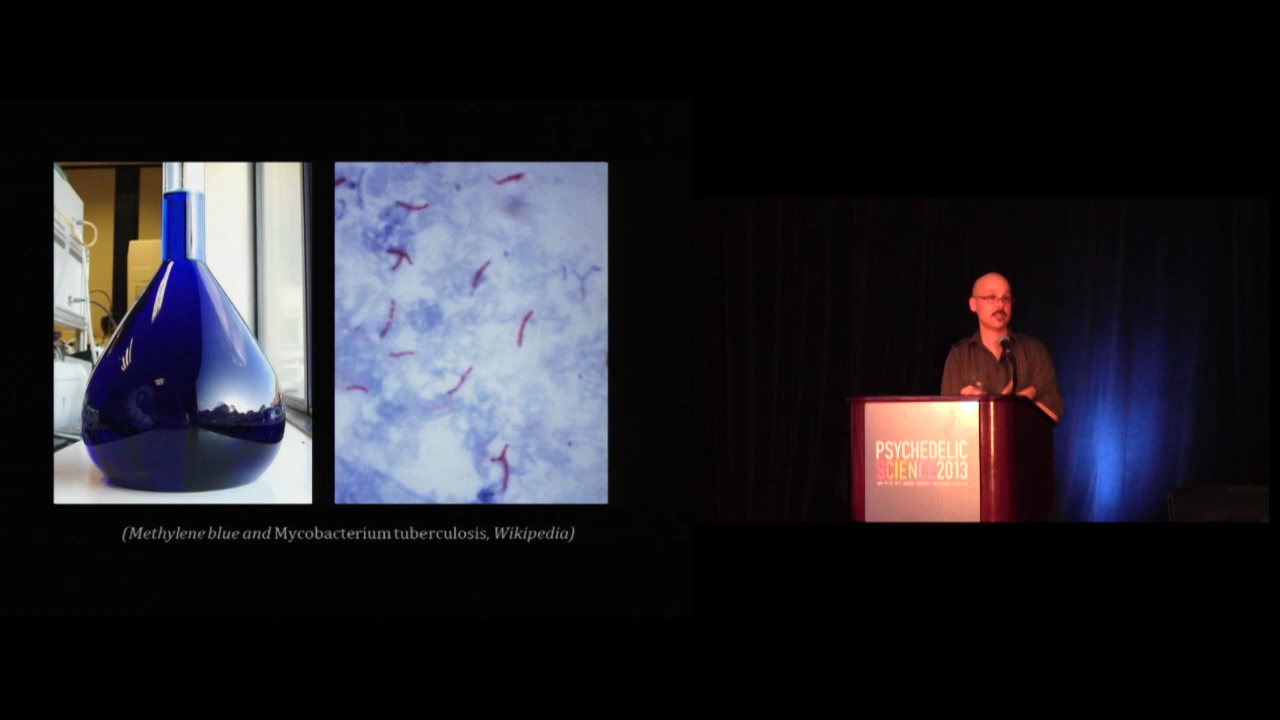 (Methylene blue and Mycobacterium tuberculosis, Wikipedia)
PSYCHEDELIC
SCIENCE2013